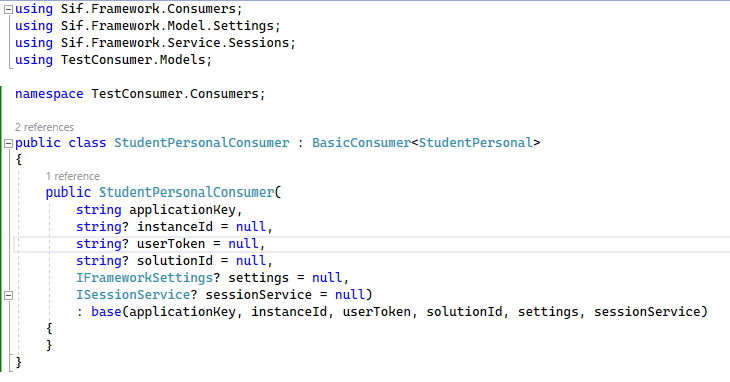 using Sif.Framework.Consumers;
using Sif.Framework.Model.Settings;
using Sif.Framework.Service.Sessions;
using TestConsumer.Models;
namespace TestConsumer.Consumers;
2 references
public class StudentPersonalConsumer : BasicConsumer<StudentPersonal>
{
1 reference
public StudentPersonalConsumer(
string applicationKey,
string? instanceId = null,
string? userToken = null,
string? solutionId = null,
IFrameworkSettings? settings = null,
ISessionService? sessionService = null)
: base(applicationKey, instanceId, userToken, solutionId, settings, sessionService)
{
}
}